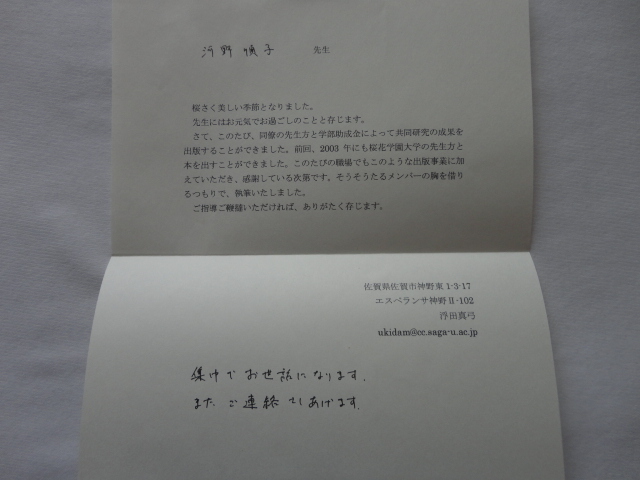 河野順子 先生
桜さく美しい季節となりました。
先生にはお元気でお過ごしのことと存じます。
さて、このたび、同僚の先生方と学部助成金によって共同研究の成果を
出版することができました。前回、2003 年にも桜花学園大学の先生方と
本を出すことができました。このたびの職場でもこのような出版事業に加
えていただき、感謝している次第です。そうそうたるメンバーの胸を借り
るつもりで、執筆いたしました。
ご指導ご鞭撻いただければ、ありがたく存じます。
佐賀県佐賀市神野東 1-3-17
エスペランサ神野Ⅱ-102
浮田真弓
ukidam@cc.saga-u.ac.jp
集中でお世話になります。
また ご連絡さしあげます。